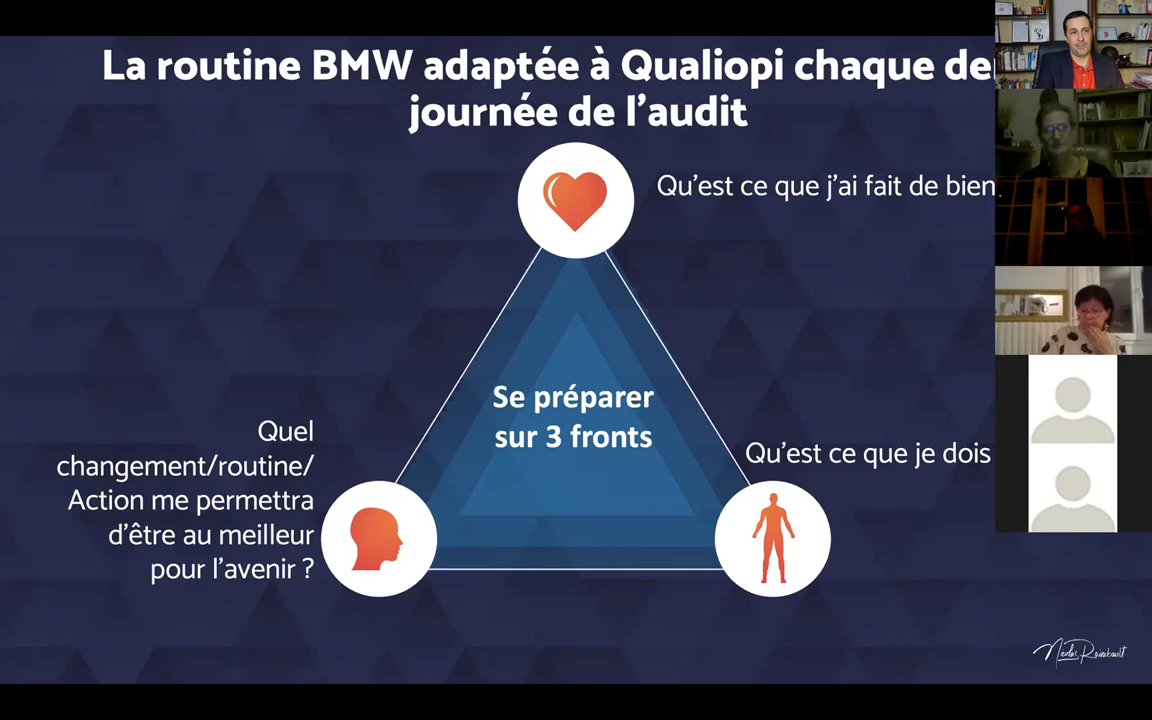 La routine BMW adaptée à Qualiopi chaque
journée de l'audit
Qu'est ce que j'ai fait de bien
Se préparer
sur 3 fronts
Quel
changement/routine/
Action me permettra
d'être au meilleur
pour l'avenir ?
Qu'est ce que je dois
Nicolas Raimbault